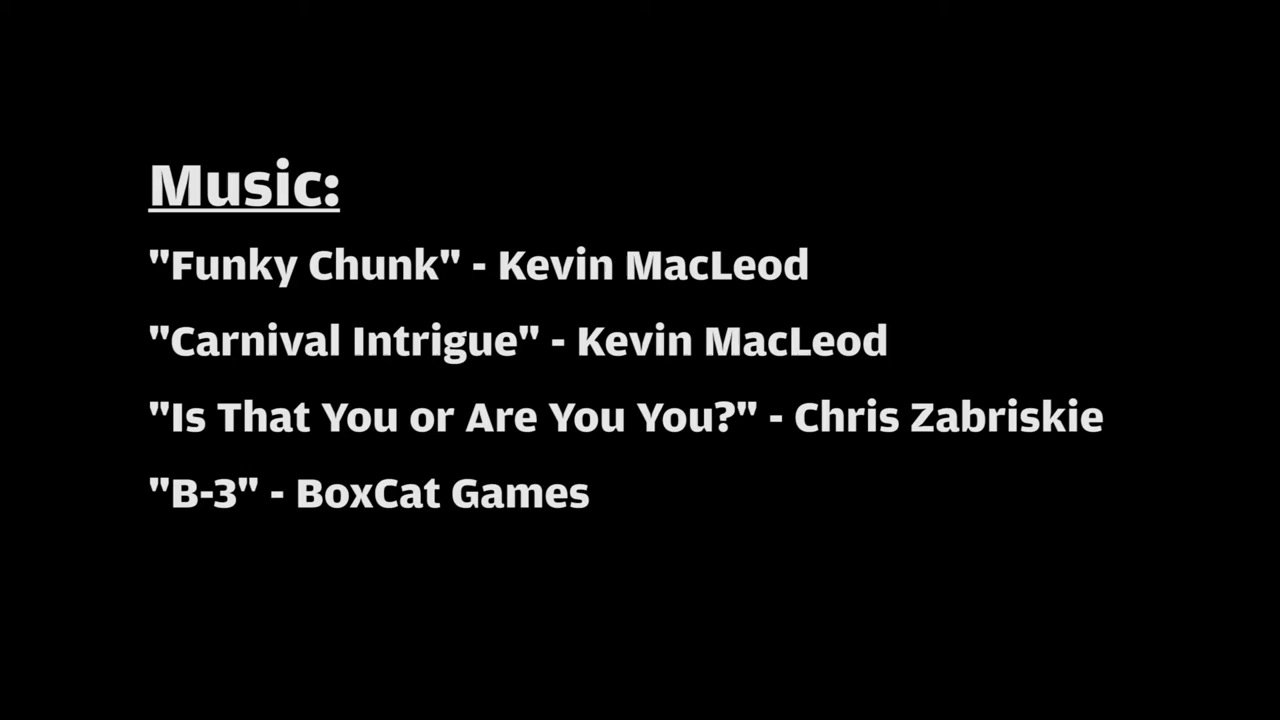 Music:
"Funky Chunk" - Kevin MacLeod
"Carnival Intrigue" - Kevin MacLeod
"Is That You or Are You You?" - Chris Zabriskie
"B-3" - BoxCat Games